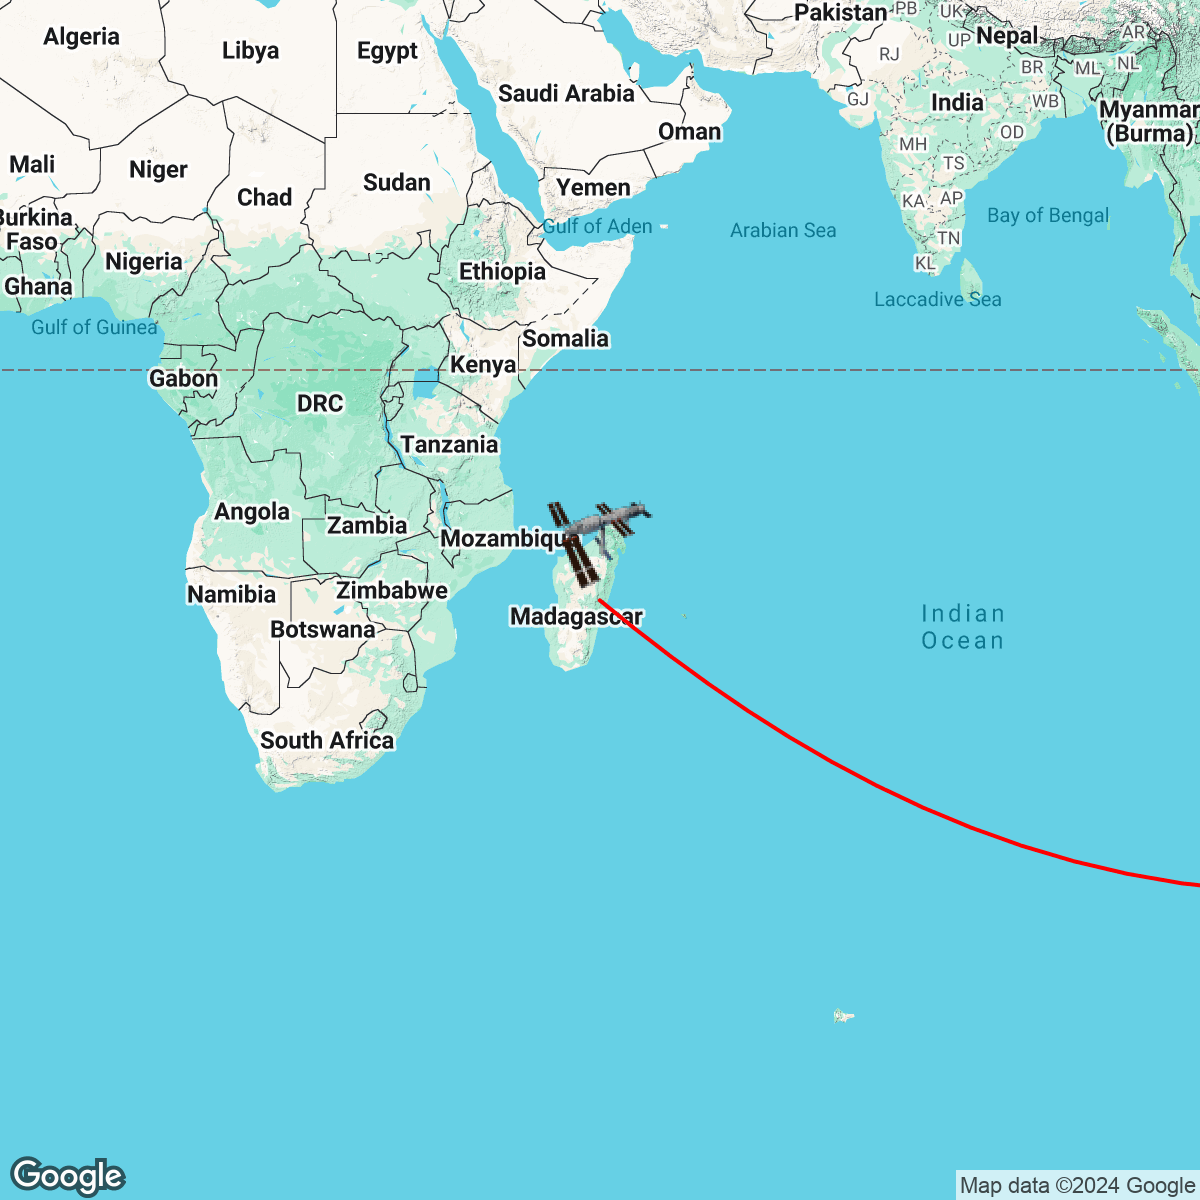 Pakistan
PB
UK
Algeria
Libya
Egypt
RJ
UP
Nepal
AR
BR
ML
NL
Saudi Arabia
GJ
India
WB
Myanmar
(Burma)
Oman
OD
MH
TS
Mali
Niger
Chad
Sudan
Yemen
KA
AP
Burkina
Faso
Gulf of Aden
Arabian Sea
Bay of Bengal
TN
Nigeria
Ethiopia
KL
Ghana
Laccadive Sea
Gulf of Guinea
Somalia
Kenya
Gabon
DRC
Tanzania
Angola
Zambia
Mozambiqu
Namibia
Zimbabwe
Botswana
Madagascar
Indian
Ocean
South Africa
Google
Map data ©2024 Google